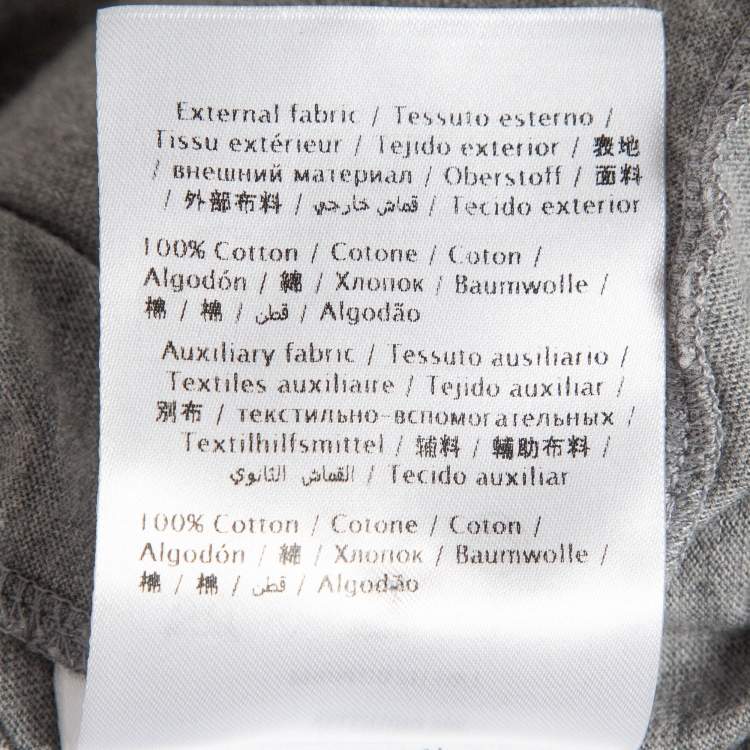 External fabric / Tessuto esterno /
Tissu extérieur / Tejido exterior / 表地
/ внешний материал / Oberstoff / 面料
/ 外部布料 / قماش خارجي / Tecido exterior
100% Cotton / Cotone / Coton /
Algodón / 綿 / Хлопок / Baumwolle /
棉 / 棉 / قطن / Algodão
Auxiliary fabric / Tessuto ausiliario /
Textiles auxiliaire / Tejido auxiliar /
別布 / текстильно-вспомогательных /
Textilhilfsmittel / 辅料 / 輔助布料 /
القماش الثانوي / Tecido auxiliar
100% Cotton / Cotone / Coton /
Algodón / 綿 / Хлопок / Baumwolle /
棉 / 棉 / قطن / Algodão